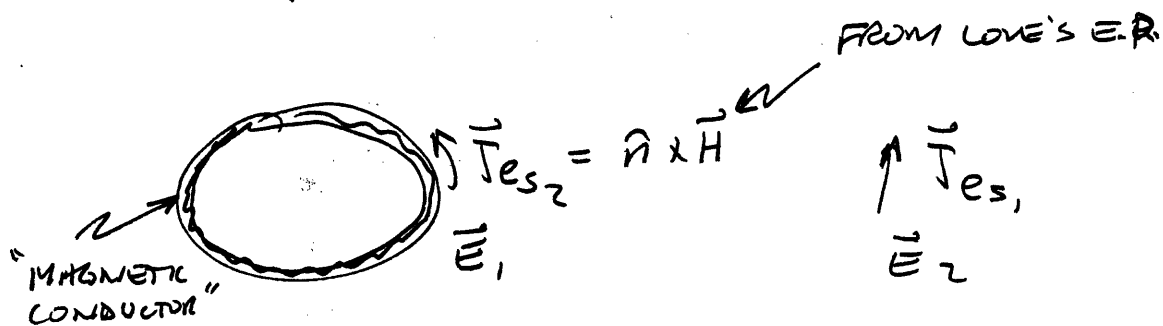 FROM LOVE'S E.P.
J⃗es₂ = n̂ x H⃗
J⃗es₁
E⃗₁
E⃗₂
"MAGNETIC
CONDUCTOR"